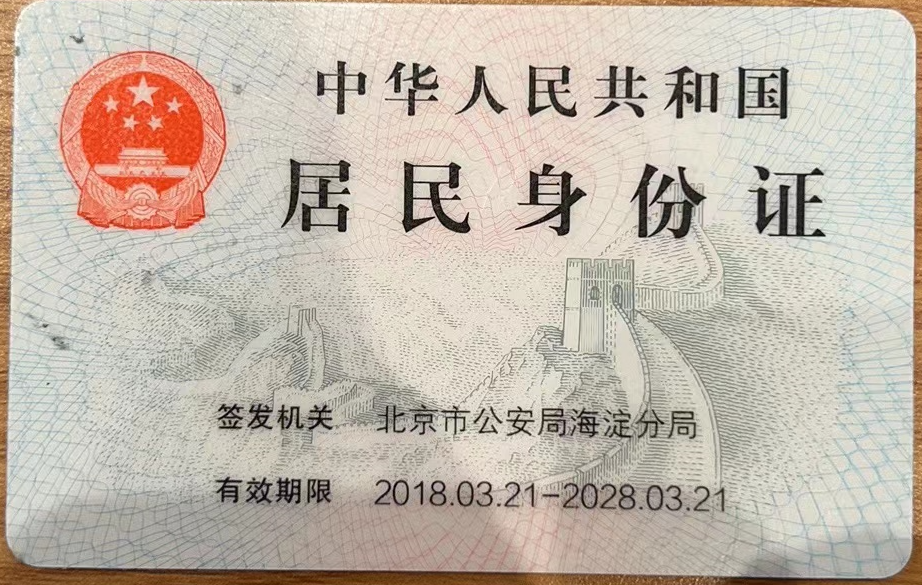 中华人民共和国
居民身份证
签发机关 北京市公安局海淀分局
有效期限 2018.03.21-2028.03.21